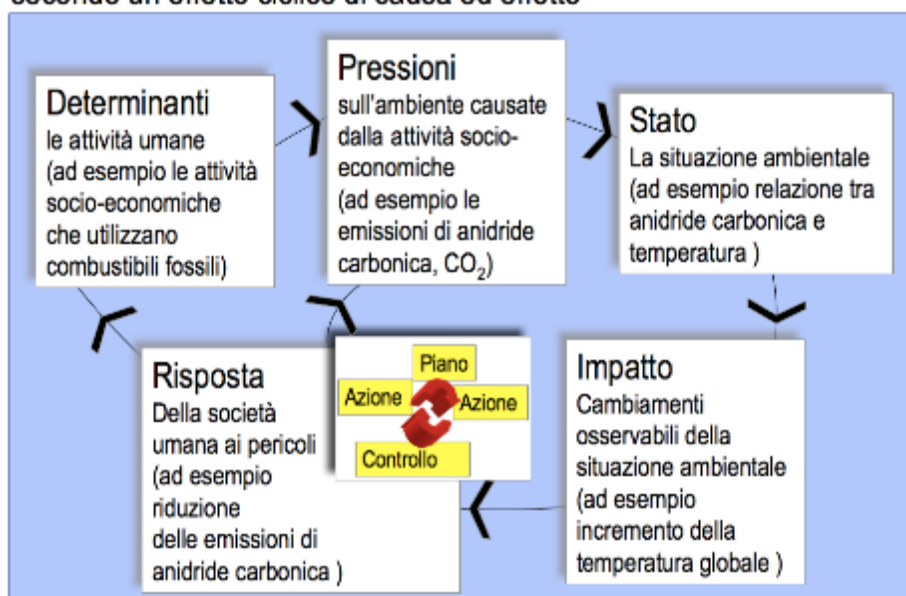 secondo un effetto ciclico di causa ed effetto
Determinanti
le attività umane
(ad esempio le attività
socio-economiche
che utilizzano
combustibili fossili)
Pressioni
sull'ambiente causate
dalla attività socio-
economiche
(ad esempio le
emissioni di anidride
carbonica, CO₂)
Stato
La situazione ambientale
(ad esempio relazione tra
anidride carbonica e
temperatura )
Impatto
Cambiamenti
osservabili della
situazione ambientale
(ad esempio
incremento della
temperatura globale )
Risposta
Della società
umana ai pericoli
(ad esempio
riduzione
delle emissioni di
anidride carbonica )
Piano
Azione
Azione
Controllo